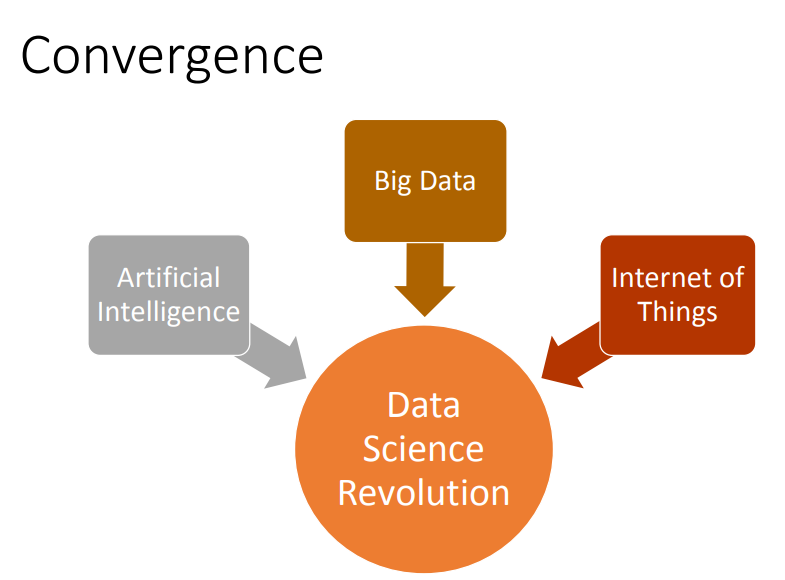 Convergence
Big Data
Artificial
Intelligence
Internet of
Things
Data
Science
Revolution